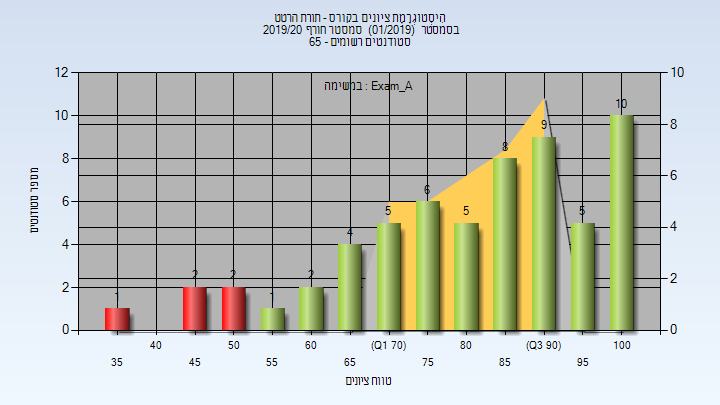 היסטוגרמת ציונים בקורס - תורת הרטט
בסמסטר (01/2019) סמסטר חורף 2019/20
סטודנטים רשומים - 65
במשימה : Exam_A
12 10 8 6 4 2 0
10 8 6 4 2 0
מספר סטודנטים
1 2 2 1 2 4 5 6 5 8 9 5 10
40 50 60 (Q1 70) 80 (Q3 90) 100
35 45 55 65 75 85 95
טווח ציונים